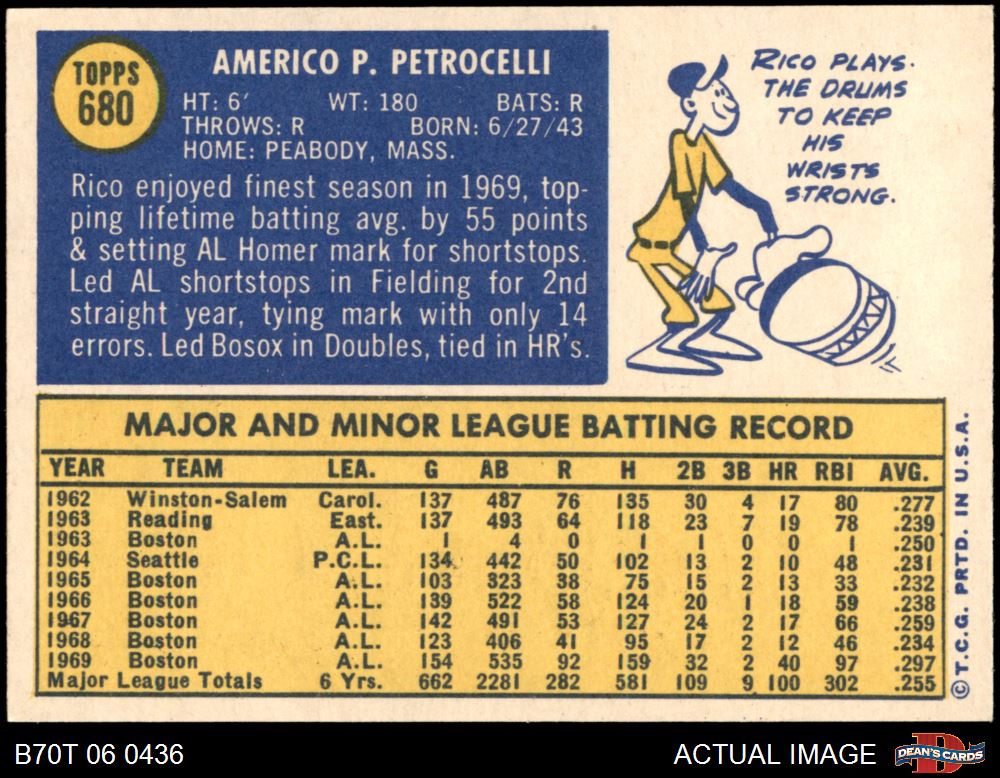 TOPPS
680
AMERICO P. PETROCELLI
HT: 6′ WT: 180 BATS: R
THROWS: R BORN: 6/27/43
HOME: PEABODY, MASS.
Rico enjoyed finest season in 1969, top-
ping lifetime batting avg. by 55 points
& setting AL Homer mark for shortstops.
Led AL shortstops in Fielding for 2nd
straight year, tying mark with only 14
errors. Led Bosox in Doubles, tied in HR's.
RICO PLAYS.
THE DRUMS
TO KEEP
HIS
WRISTS
STRONG.
MAJOR AND MINOR LEAGUE BATTING RECORD
YEAR TEAM LEA. G AB R H 2B 3B HR RBI AVG.
1962 Winston-Salem Carol. 137 487 76 135 30 4 17 80 .277
1963 Reading East. 137 493 64 118 23 7 19 78 .239
1963 Boston A.L. 1 4 0 1 1 0 0 1 .250
1964 Seattle P.C.L. 134 442 50 102 13 2 10 48 .231
1965 Boston A.L. 103 323 38 75 15 2 13 33 .232
1966 Boston A.L. 139 522 58 124 20 1 18 59 .238
1967 Boston A.L. 142 491 53 127 24 2 17 66 .259
1968 Boston A.L. 123 406 41 95 17 2 12 46 .234
1969 Boston A.L. 154 535 92 159 32 2 40 97 .297
Major League Totals 6 Yrs. 662 2281 282 581 109 9 100 302 .255
©T.C.G. PRTD. IN U.S.A.
B70T 06 0436 ACTUAL IMAGE
D
DEAN'S CARDS